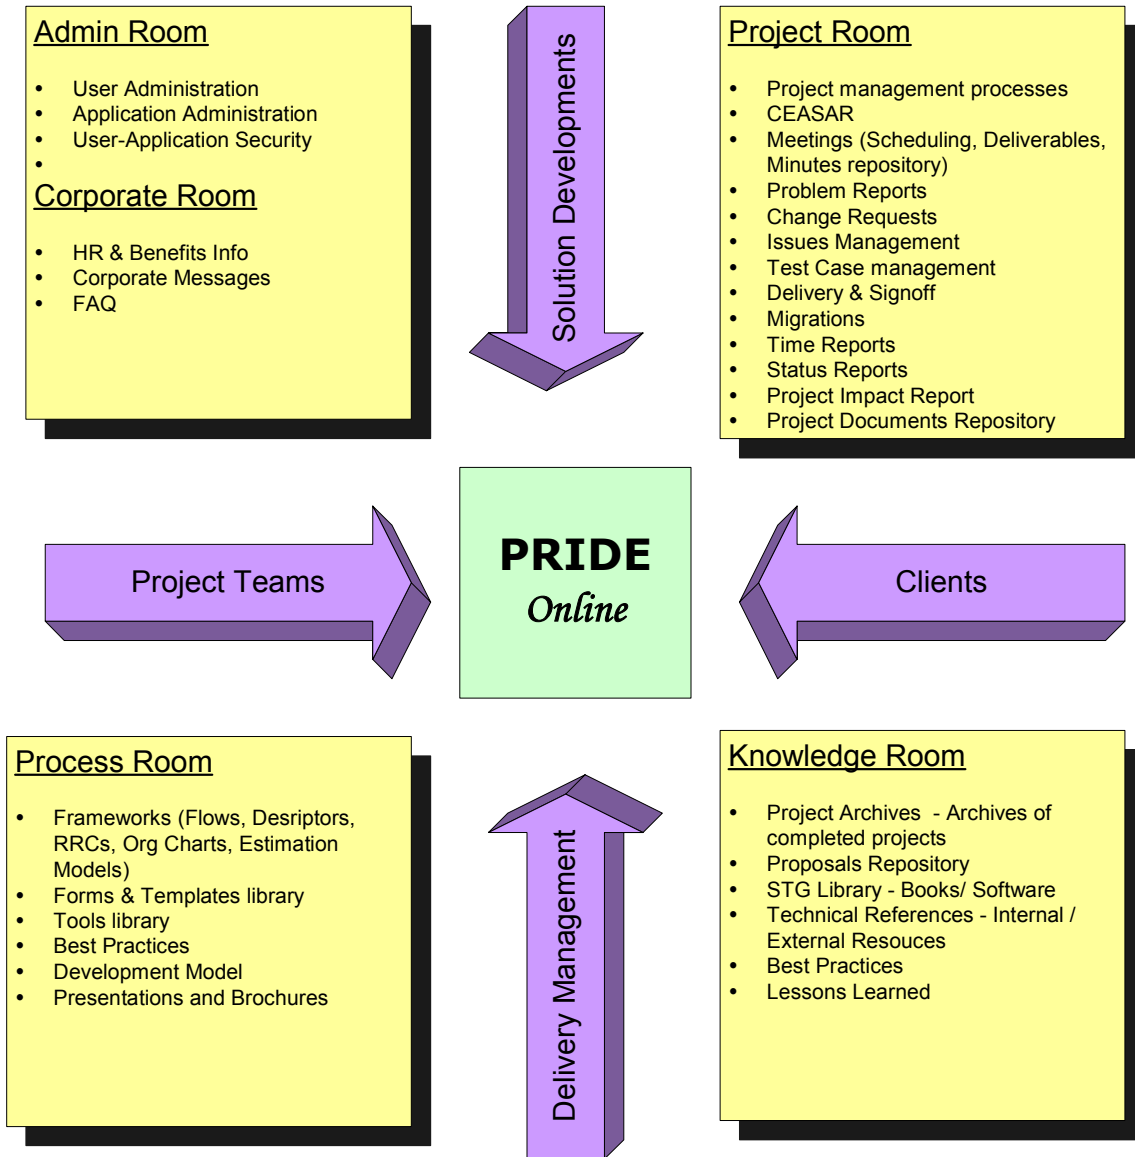 Admin Room
• User Administration
• Application Administration
• User-Application Security
•
Corporate Room
• HR & Benefits Info
• Corporate Messages
• FAQ
Solution Developments
Project Room
• Project management processes
• CEASAR
• Meetings (Scheduling, Deliverables,
Minutes repository)
• Problem Reports
• Change Requests
• Issues Management
• Test Case management
• Delivery & Signoff
• Migrations
• Time Reports
• Status Reports
• Project Impact Report
• Project Documents Repository
Project Teams
PRIDE
Online
Clients
Process Room
• Frameworks (Flows, Desriptors,
RRCs, Org Charts, Estimation
Models)
• Forms & Templates library
• Tools library
• Best Practices
• Development Model
• Presentations and Brochures
Delivery Management
Knowledge Room
• Project Archives - Archives of
completed projects
• Proposals Repository
• STG Library - Books/ Software
• Technical References - Internal /
External Resouces
• Best Practices
• Lessons Learned